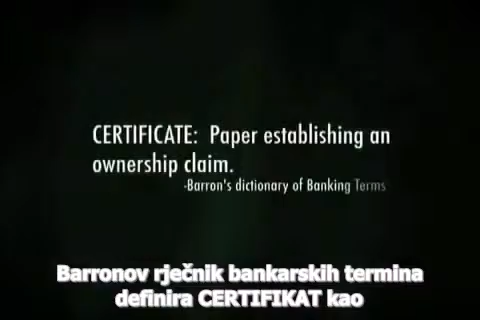 CERTIFICATE: Paper establishing an
ownership claim.
-Barron's dictionary of Banking Terms
Barronov rječnik bankarskih termina
definira CERTIFIKAT kao